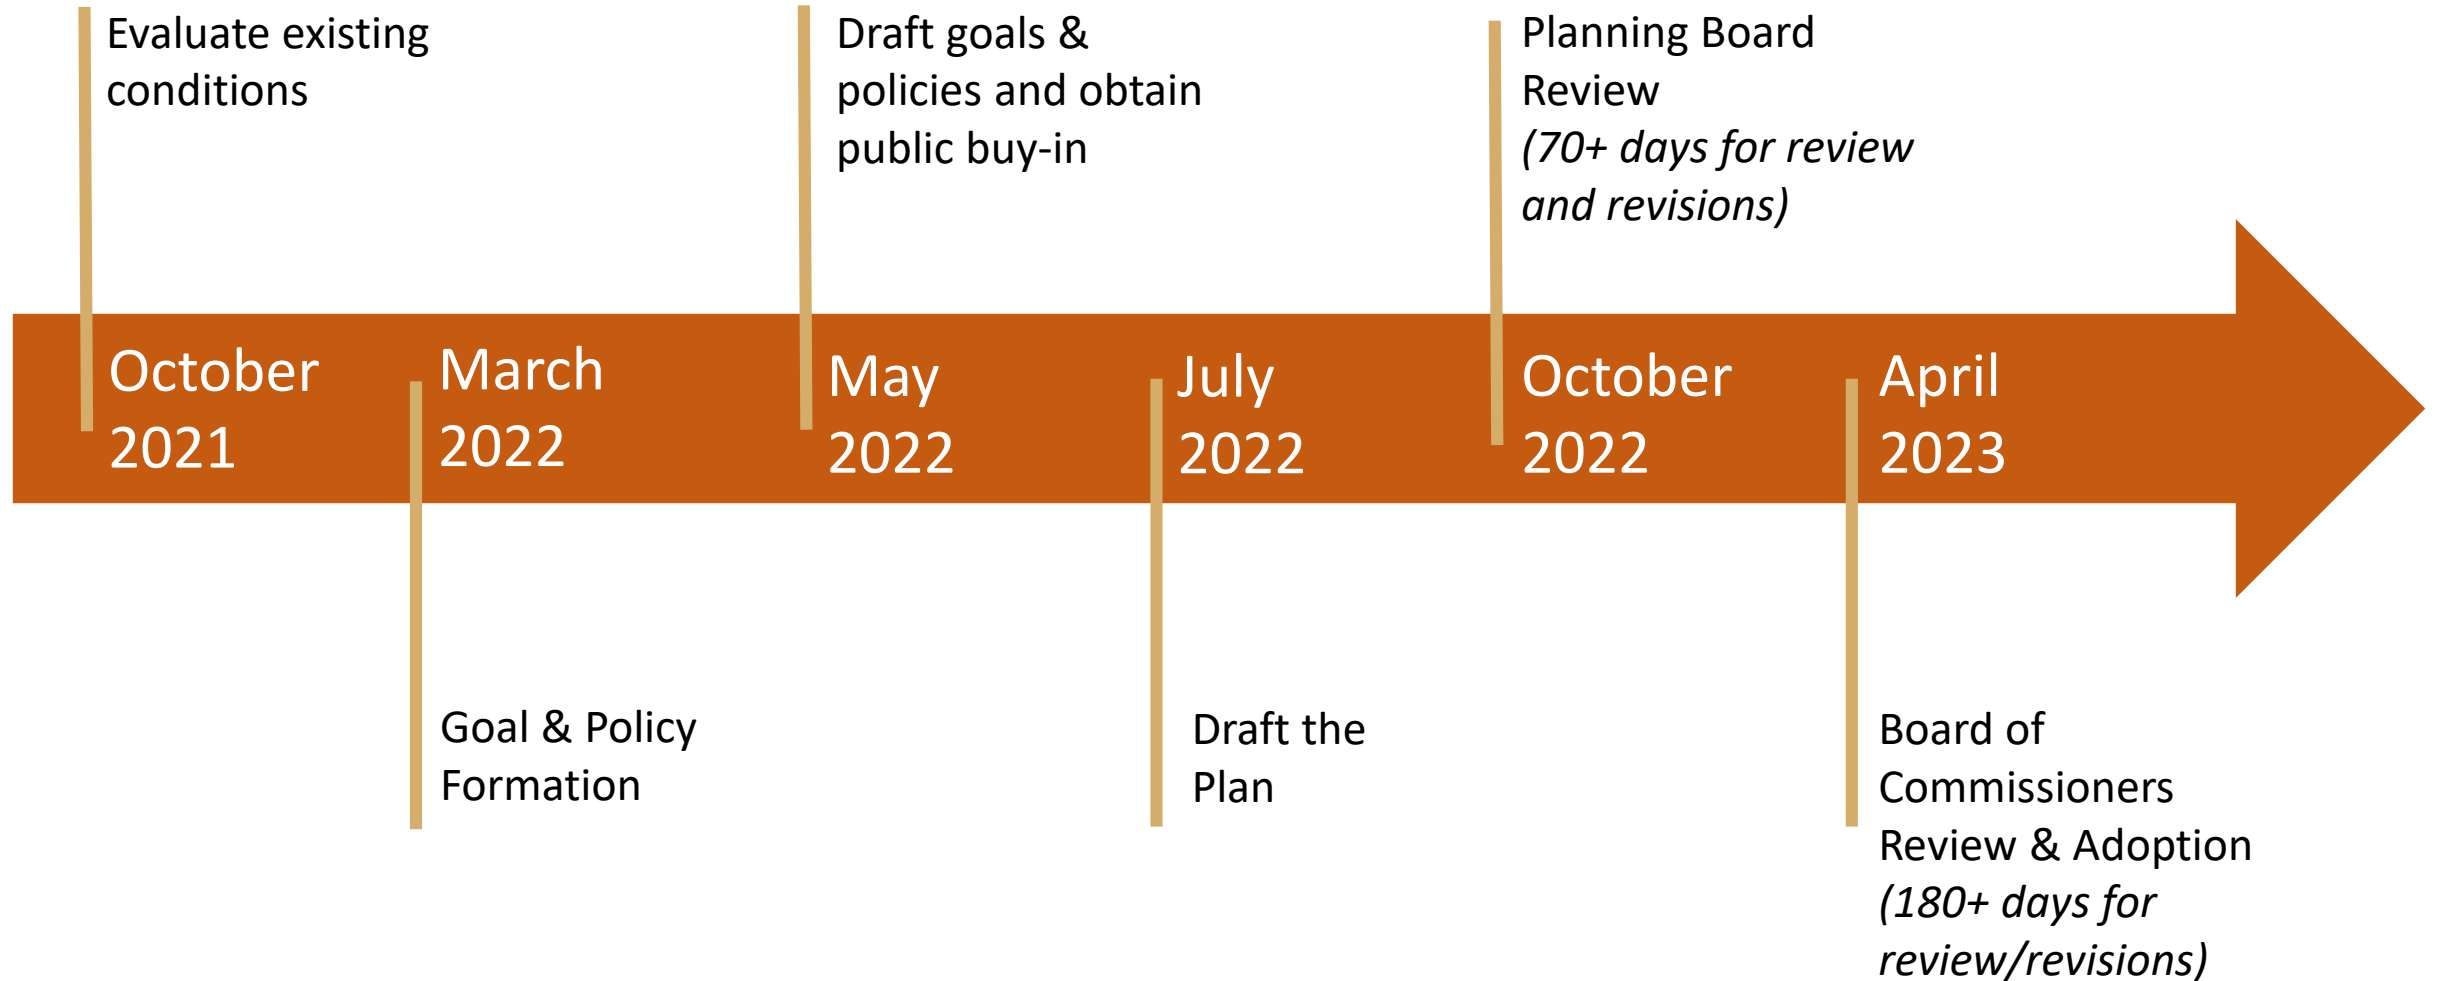 Evaluate existing
conditions
Draft goals &
policies and obtain
public buy-in
Planning Board
Review
(70+ days for review
and revisions)
October
2021
March
2022
May
2022
July
2022
October
2022
April
2023
Goal & Policy
Formation
Draft the
Plan
Board of
Commissioners
Review & Adoption
(180+ days for
review/revisions)